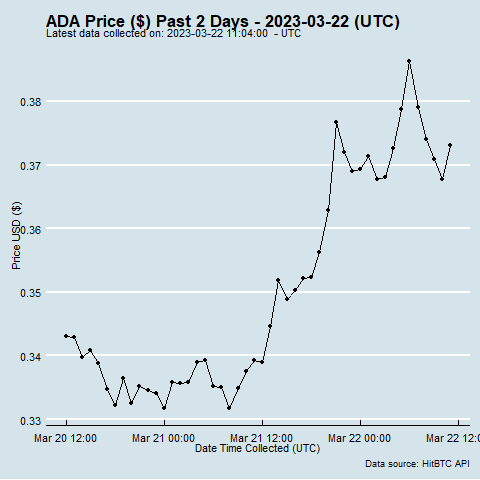 ADA Price ($) Past 2 Days - 2023-03-22 (UTC)
Latest data collected on: 2023-03-22 11:04:00 - UTC
0.38
0.37
0.36
0.35
0.34
0.33
Price USD ($)
Mar 20 12:00 Mar 21 00:00 Mar 21 12:00 Mar 22 00:00 Mar 22 12:0
Date Time Collected (UTC)
Data source: HitBTC API